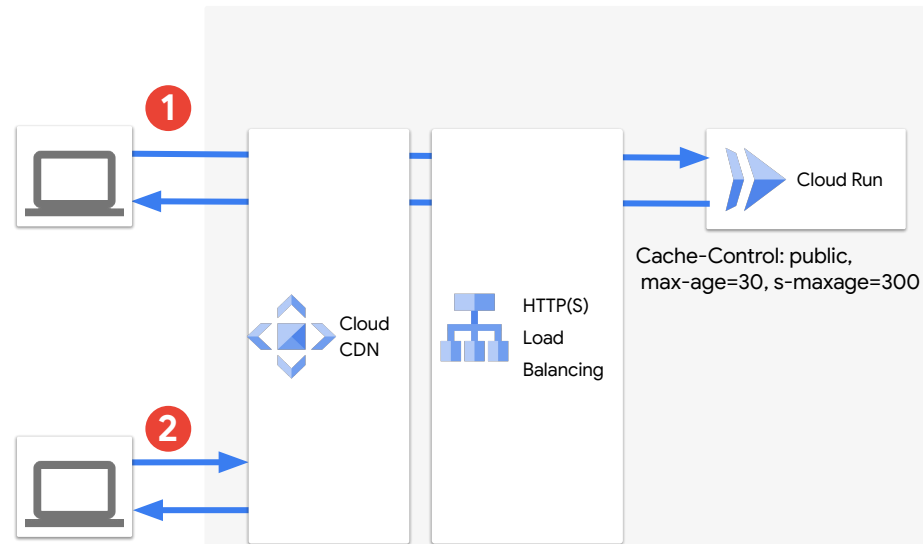 1
Cloud Run
Cache-Control: public,
max-age=30, s-maxage=300
Cloud
CDN
HTTP(S)
Load
Balancing
2